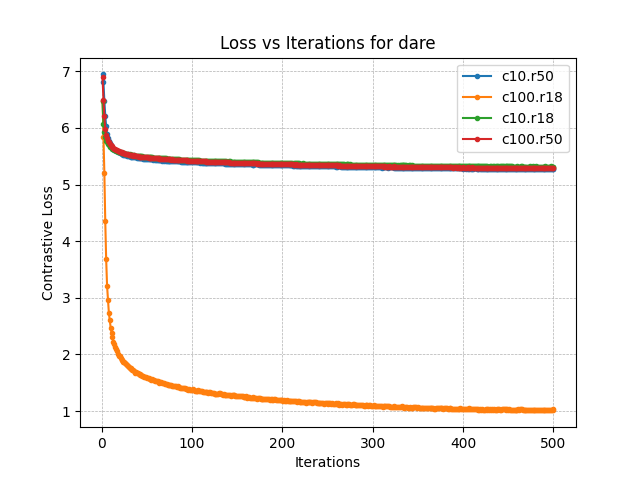 Loss vs Iterations for dare
7
6
5
4
3
2
1
Contrastive Loss
0
100
200
300
400
500
Iterations
c10.r50
c100.r18
c10.r18
c100.r50